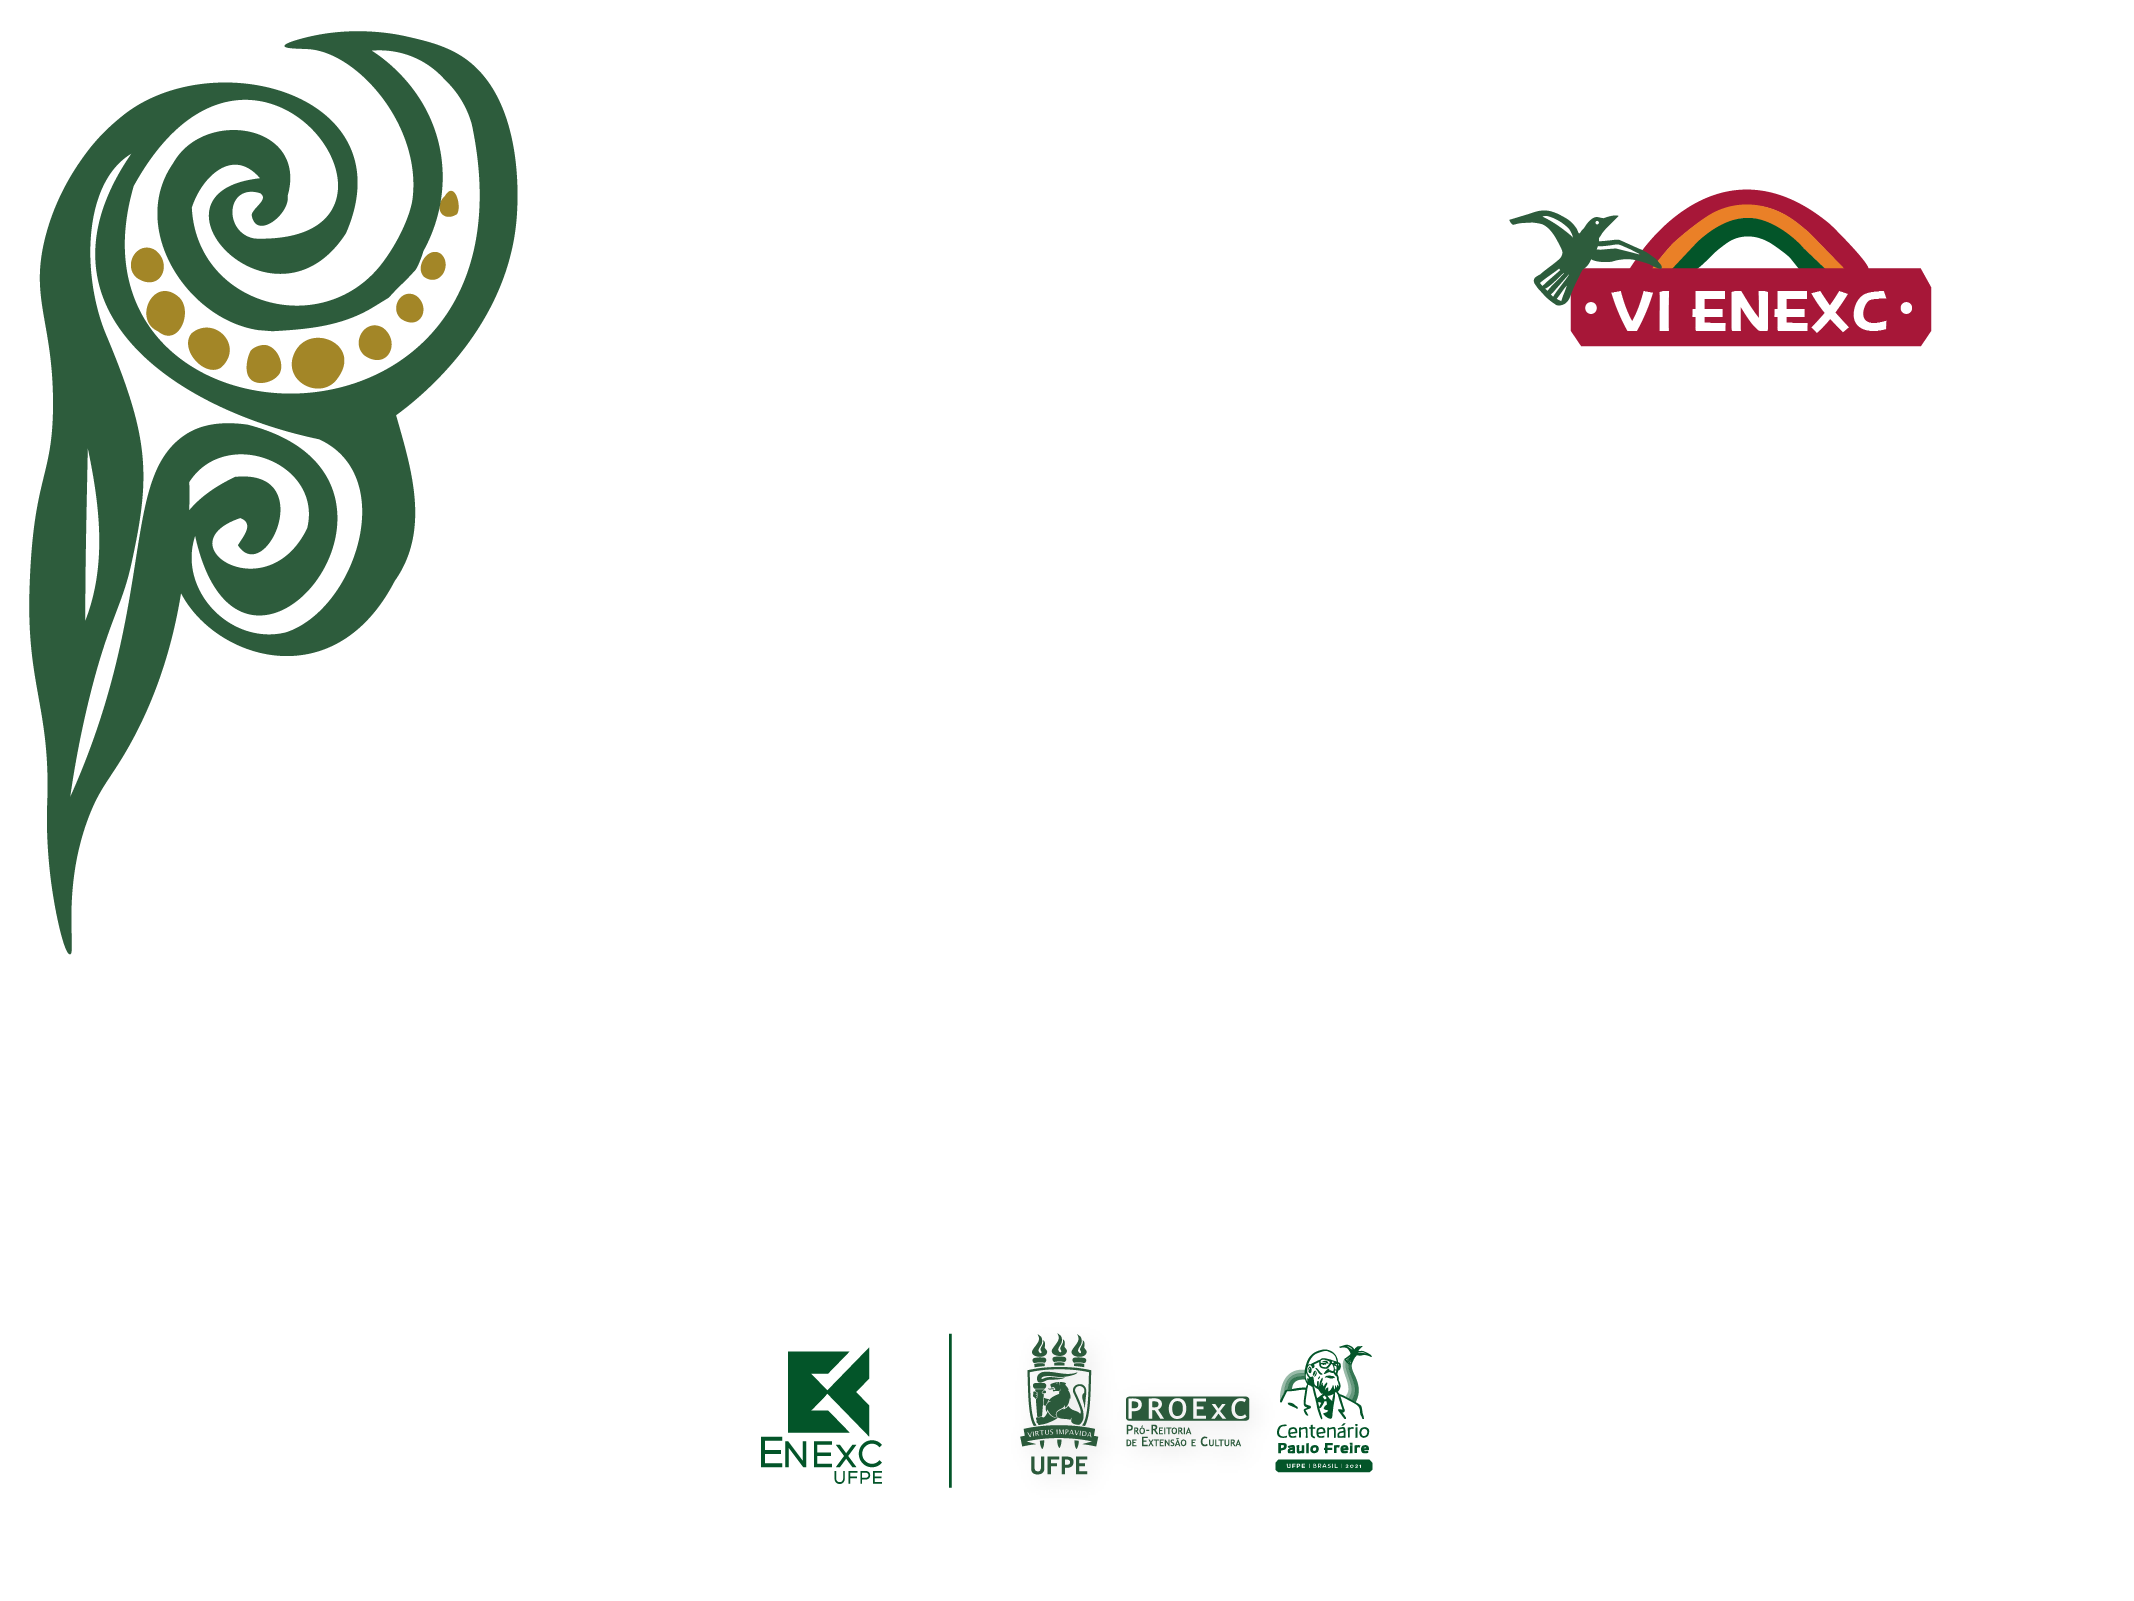 • VI ENEXC •
ENExC
UFPE
VIRTUS IMPAVIDA
UFPE
PROExC
PRÓ-REITORIA
DE EXTENSÃO E CULTURA
Centenário
Paulo Freire
UFPE | BRASIL | 2021